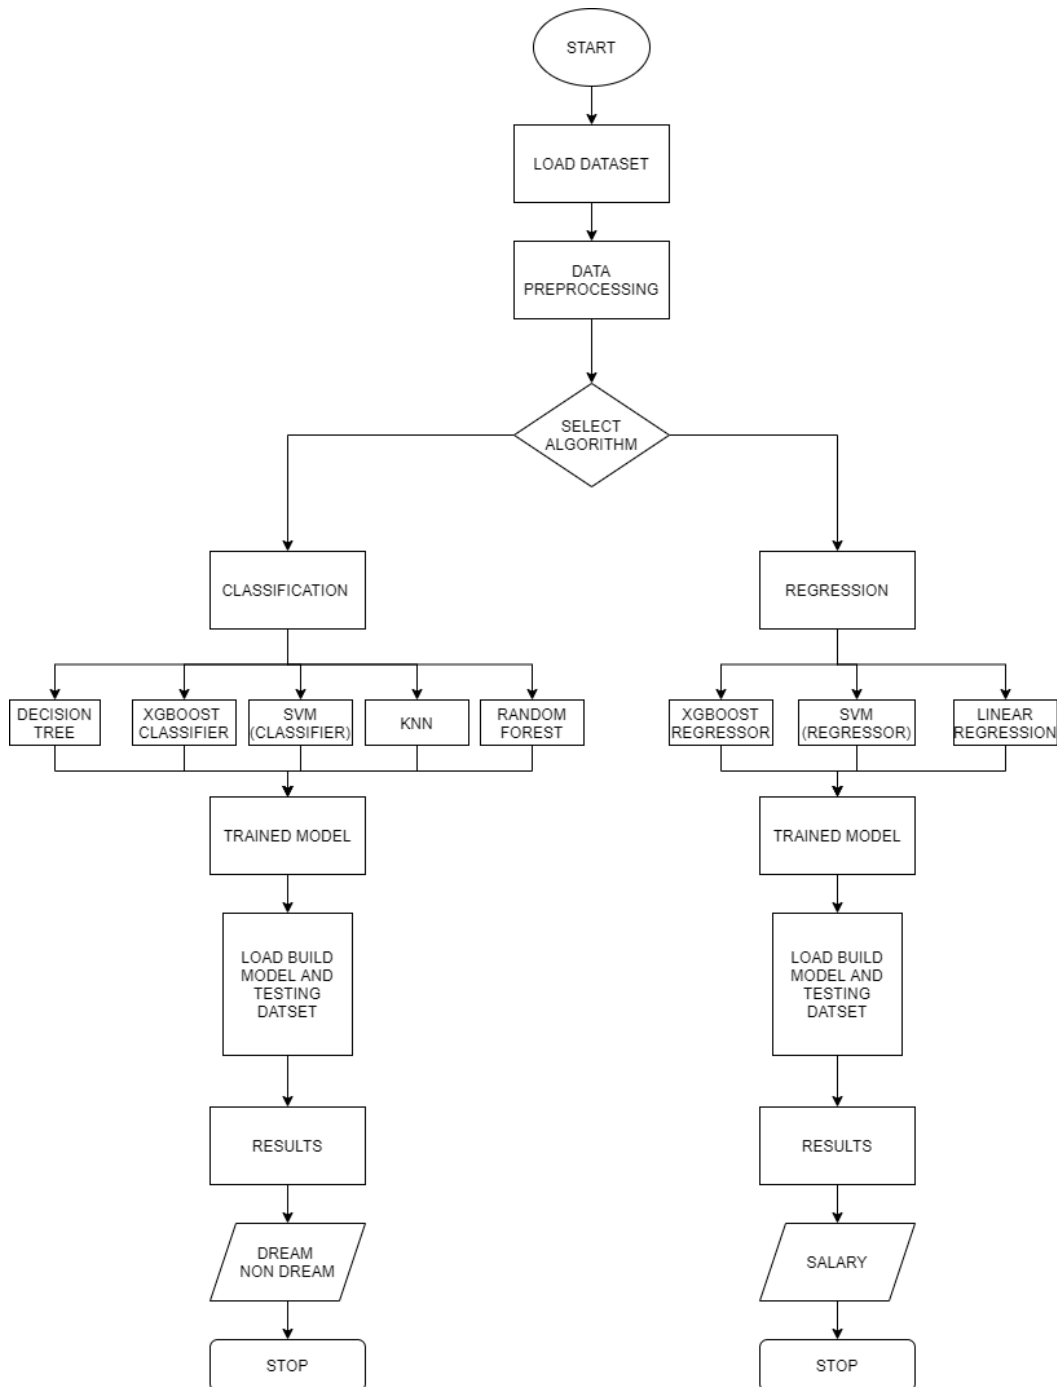 START
LOAD DATASET
DATA
PREPROCESSING
SELECT
ALGORITHM
CLASSIFICATION
REGRESSION
DECISION
TREE
XGBOOST
CLASSIFIER
SVM
(CLASSIFIER)
KNN
RANDOM
FOREST
XGBOOST
REGRESSOR
SVM
(REGRESSOR)
LINEAR
REGRESSION
TRAINED MODEL
TRAINED MODEL
LOAD BUILD
MODEL AND
TESTING
DATSET
LOAD BUILD
MODEL AND
TESTING
DATSET
RESULTS
RESULTS
DREAM
NON DREAM
SALARY
STOP
STOP